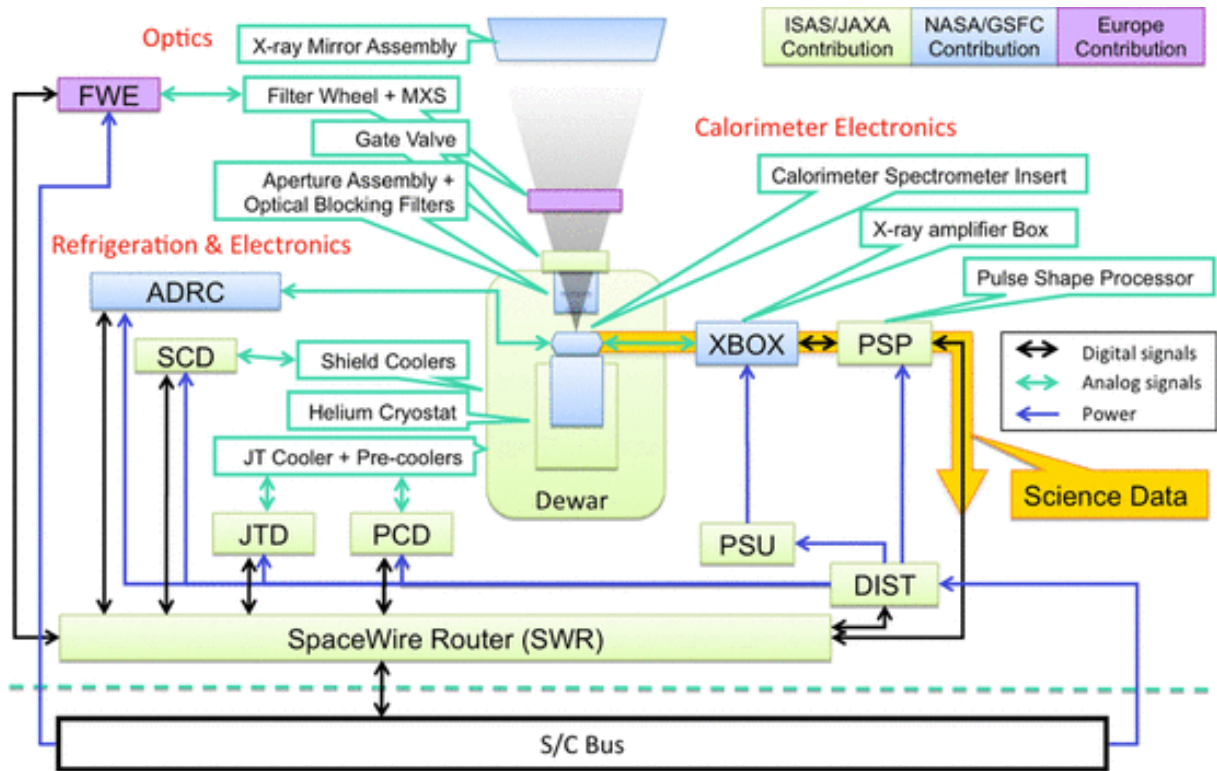 Optics
X-ray Mirror Assembly
ISAS/JAXA
Contribution
NASA/GSFC
Contribution
Europe
Contribution
FWE
Filter Wheel + MXS
Gate Valve
Aperture Assembly +
Optical Blocking Filters
Calorimeter Electronics
Calorimeter Spectrometer Insert
X-ray amplifier Box
Pulse Shape Processor
Refrigeration & Electronics
ADRC
SCD
Shield Coolers
Helium Cryostat
JT Cooler + Pre-coolers
Dewar
XBOX
PSP
Digital signals
Analog signals
Power
Science Data
JTD
PCD
PSU
DIST
SpaceWire Router (SWR)
S/C Bus